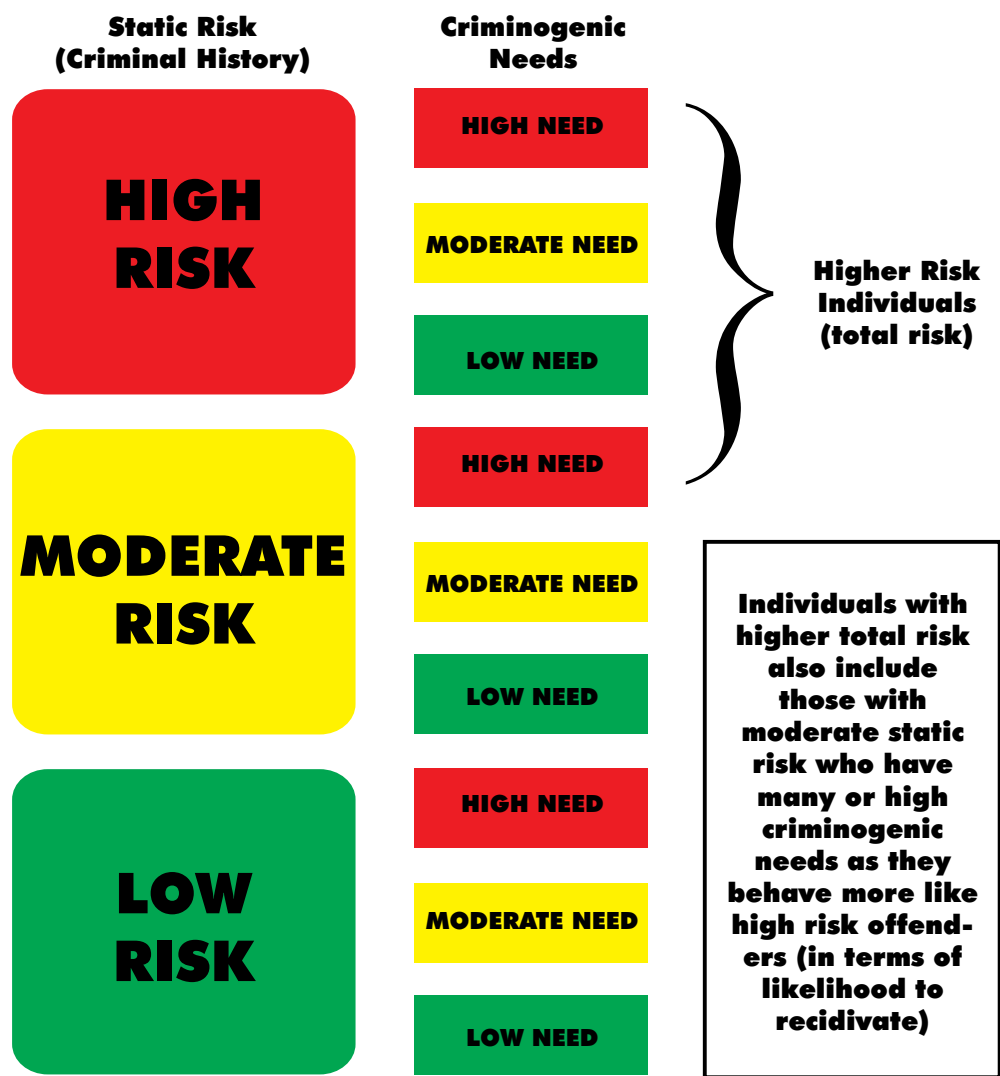 Static Risk
(Criminal History)
Criminogenic
Needs
HIGH
RISK
HIGH NEED
MODERATE NEED
LOW NEED
Higher Risk
Individuals
(total risk)
MODERATE
RISK
HIGH NEED
MODERATE NEED
LOW NEED
LOW
RISK
HIGH NEED
MODERATE NEED
LOW NEED
Individuals with
higher total risk
also include
those with
moderate static
risk who have
many or high
criminogenic
needs as they
behave more like
high risk offend-
ers (in terms of
likelihood to
recidivate)